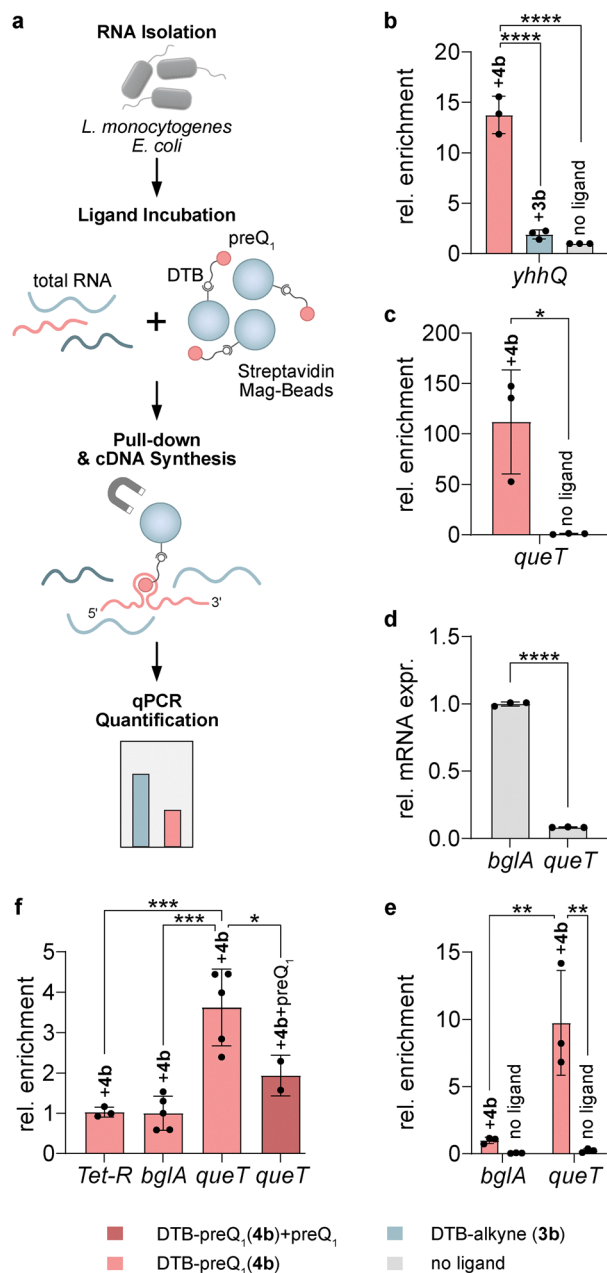 a
RNA Isolation
L. monocytogenes
E. coli
Ligand Incubation
total RNA
preQ1
DTB
+
Streptavidin
Mag-Beads
Pull-down
& cDNA Synthesis
5'
3'
qPCR
Quantification
b
****
****
rel. enrichment
20
15
10
5
0
+4b
+3b
no ligand
yhhQ
c
*
rel. enrichment
200
150
100
50
0
+4b
no ligand
queT
d
****
rel. mRNA expr.
1.5
1.0
0.5
0.0
bglA queT
f
***
*** *
rel. enrichment
5
4
3
2
1
0
+4b
+4b
+4b
+4b+preQ1
Tet-R bglA queT queT
e
** **
rel. enrichment
15
10
5
0
+4b
no ligand
+4b
no ligand
bglA queT
DTB-preQ1(4b)+preQ1
DTB-preQ1(4b)
DTB-alkyne (3b)
no ligand